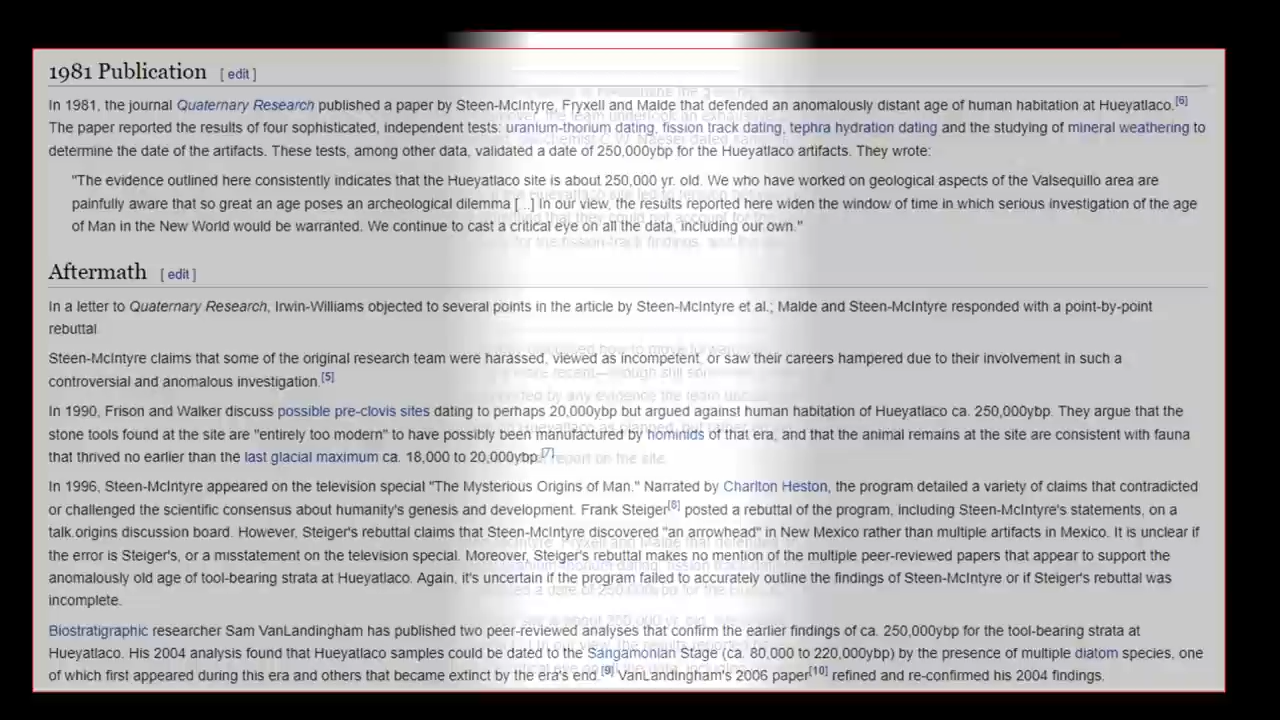 1981 Publication [ edit ]
In 1981, the journal Quaternary Research published a paper by Steen-McIntyre, Fryxell and Malde that defended an anomalously distant age of human habitation at Hueyatlaco.[6]
The paper reported the results of four sophisticated, independent tests: uranium-thorium dating, fission track dating, tephra hydration dating and the studying of mineral weathering to
determine the date of the artifacts. These tests, among other data, validated a date of 250,000ybp for the Hueyatlaco artifacts. They wrote:
"The evidence outlined here consistently indicates that the Hueyatlaco site is about 250,000 yr. old. We who have worked on geological aspects of the Valsequillo area are
painfully aware that so great an age poses an archeological dilemma [...] In our view, the results reported here widen the window of time in which serious investigation of the age
of Man in the New World would be warranted. We continue to cast a critical eye on all the data, including our own."
Aftermath [ edit ]
In a letter to Quaternary Research, Irwin-Williams objected to several points in the article by Steen-McIntyre et al.; Malde and Steen-McIntyre responded with a point-by-point
rebuttal.
Steen-McIntyre claims that some of the original research team were harassed, viewed as incompetent, or saw their careers hampered due to their involvement in such a
controversial and anomalous investigation.[5]
In 1990, Frison and Walker discuss possible pre-clovis sites dating to perhaps 20,000ybp but argued against human habitation of Hueyatlaco ca. 250,000ybp. They argue that the
stone tools found at the site are "entirely too modern" to have possibly been manufactured by hominids of that era, and that the animal remains at the site are consistent with fauna
that thrived no earlier than the last glacial maximum ca. 18,000 to 20,000ybp.[7]
In 1996, Steen-McIntyre appeared on the television special "The Mysterious Origins of Man." Narrated by Charlton Heston, the program detailed a variety of claims that contradicted
or challenged the scientific consensus about humanity's genesis and development. Frank Steiger[8] posted a rebuttal of the program, including Steen-McIntyre's statements, on a
talk.origins discussion board. However, Steiger's rebuttal claims that Steen-McIntyre discovered "an arrowhead" in New Mexico rather than multiple artifacts in Mexico. It is unclear if
the error is Steiger's, or a misstatement on the television special. Moreover, Steiger's rebuttal makes no mention of the multiple peer-reviewed papers that appear to support the
anomalously old age of tool-bearing strata at Hueyatlaco. Again, it's uncertain if the program failed to accurately outline the findings of Steen-McIntyre or if Steiger's rebuttal was
incomplete.
Biostratigraphic researcher Sam VanLandingham has published two peer-reviewed analyses that confirm the earlier findings of ca. 250,000ybp for the tool-bearing strata at
Hueyatlaco. His 2004 analysis found that Hueyatlaco samples could be dated to the Sangamonian Stage (ca. 80,000 to 220,000ybp) by the presence of multiple diatom species, one
of which first appeared during this era and others that became extinct by the era's end.[9] VanLandingham's 2006 paper[10] refined and re-confirmed his 2004 findings.